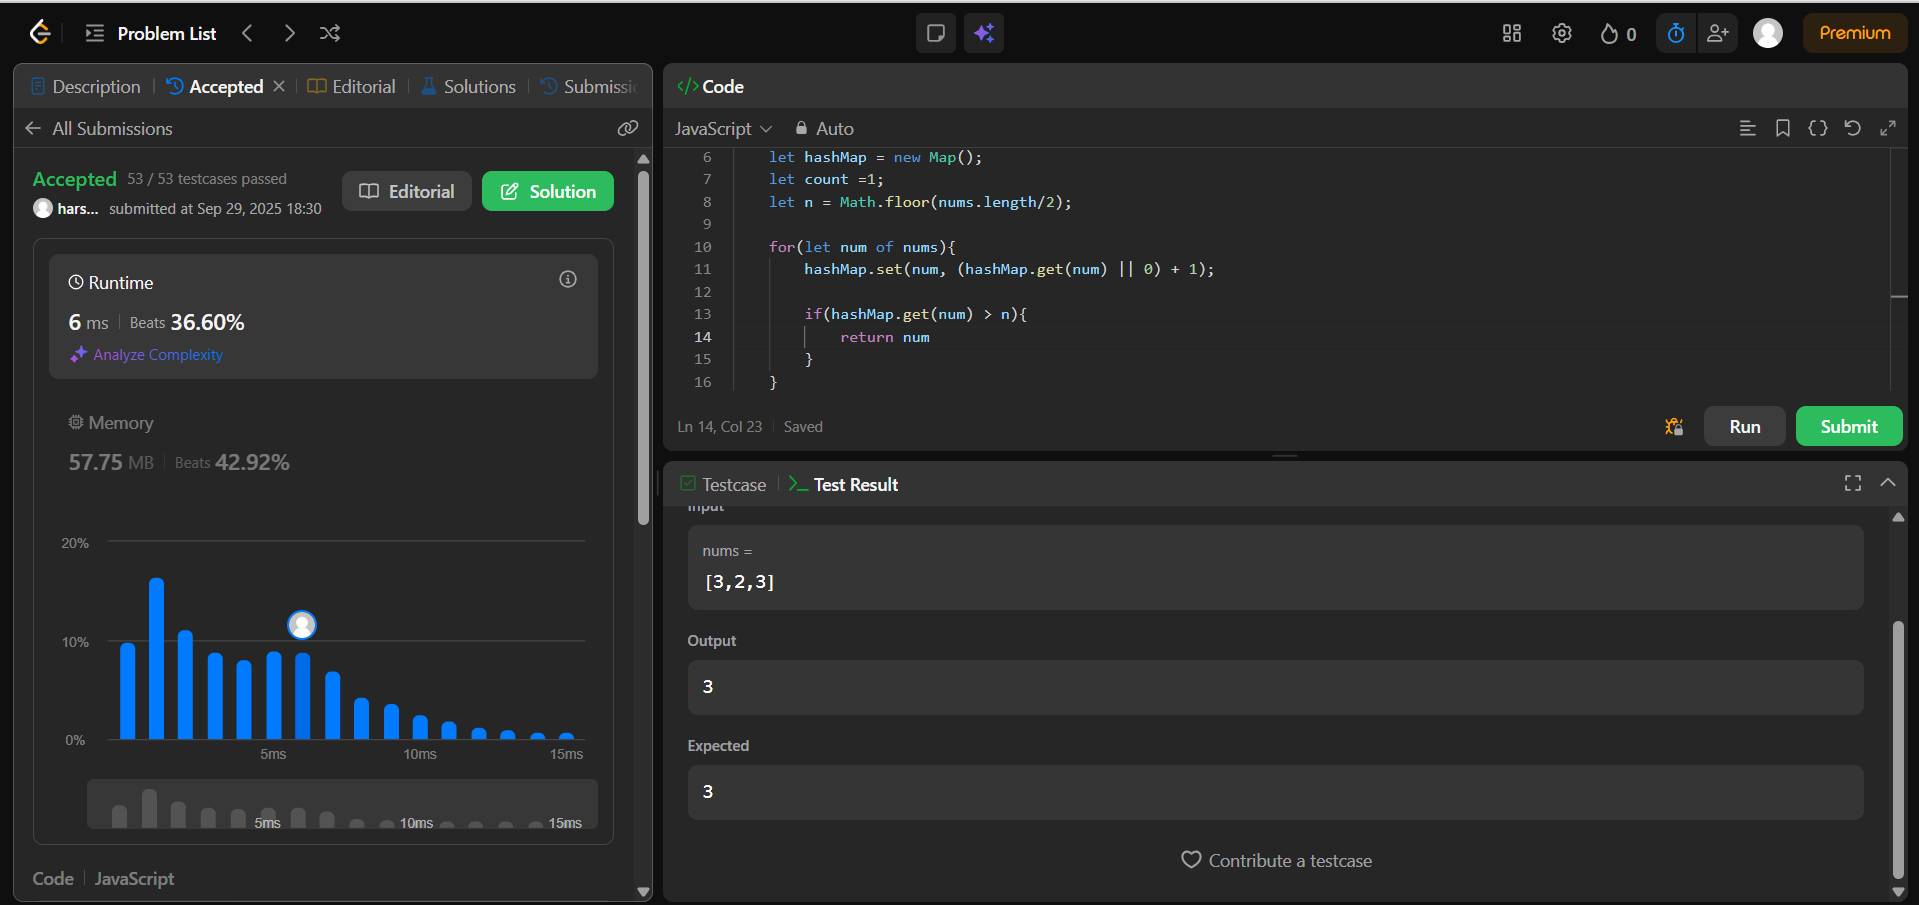 Problem List
0
Premium
Description
Accepted
Editorial
Solutions
All Submissions
Accepted 53 / 53 testcases passed
hars... submitted at Sep 29, 2025 18:30
Editorial
Solution
Runtime
6 ms Beats 36.60%
Analyze Complexity
Memory
57.75 MB Beats 42.92%
20%
10%
0%
5ms 10ms 15ms
5ms 10ms 15ms
Code JavaScript
</> Code
JavaScript Auto
6 let hashMap = new Map();
7 let count =1;
8 let n = Math.floor(nums.length/2);
9
10 for(let num of nums){
11 hashMap.set(num, (hashMap.get(num) || 0) + 1);
12
13 if(hashMap.get(num) > n){
14 return num
15 }
16 }
Ln 14, Col 23 Saved
Run
Submit
Testcase
Test Result
Input
nums =
[3,2,3]
Output
3
Expected
3
Contribute a testcase